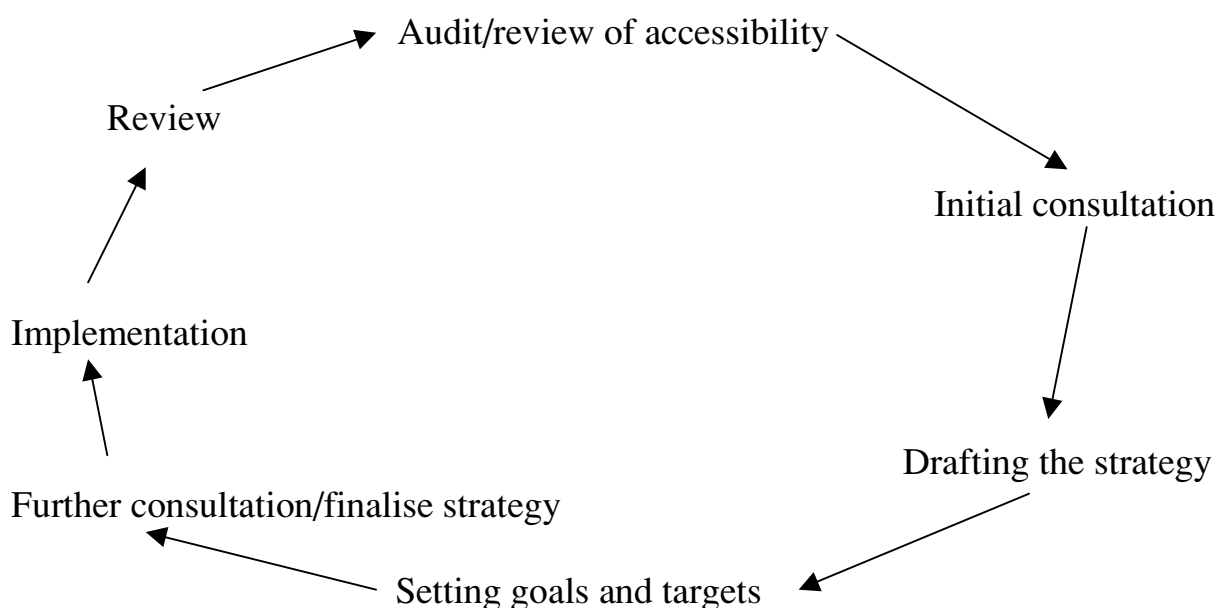 Audit/review of accessibility
Review
Initial consultation
Implementation
Drafting the strategy
Further consultation/finalise strategy
Setting goals and targets